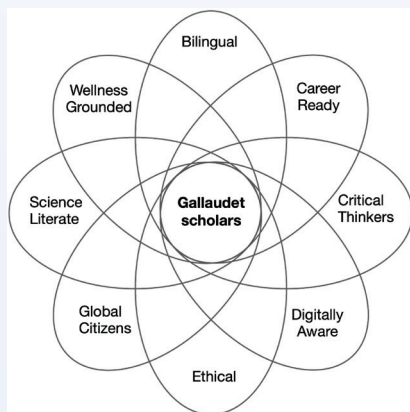 Bilingual
Career
Ready
Critical
Thinkers
Digitally
Aware
Ethical
Global
Citizens
Science
Literate
Wellness
Grounded
Gallaudet
scholars